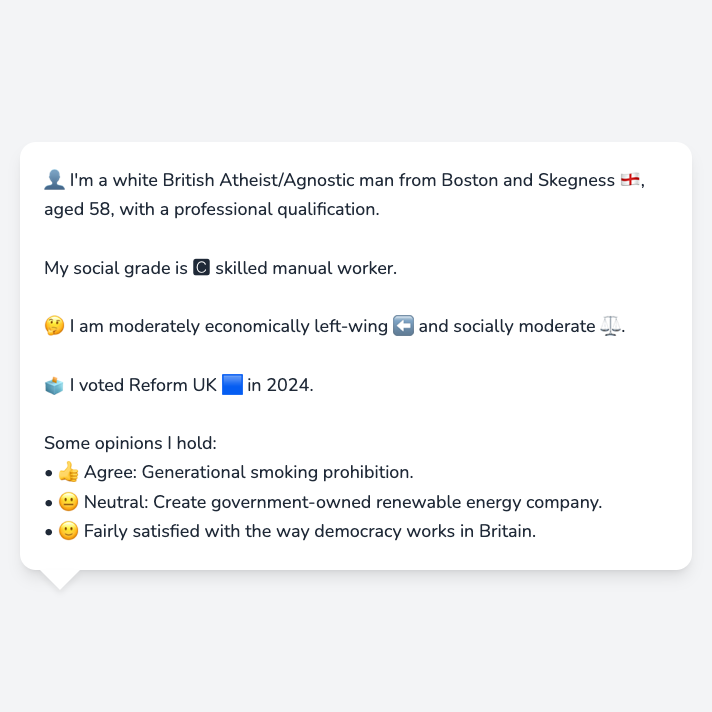 👤 I'm a white British Atheist/Agnostic man from Boston and Skegness 🏴󠁧󠁢󠁥󠁮󠁧󠁿,
aged 58, with a professional qualification.
My social grade is 🅲 skilled manual worker.
🤔 I am moderately economically left-wing ⬅️ and socially moderate ⚖️.
🗳️ I voted Reform UK 🟦 in 2024.
Some opinions I hold:
• 👍 Agree: Generational smoking prohibition.
• 😐 Neutral: Create government-owned renewable energy company.
• 🙂 Fairly satisfied with the way democracy works in Britain.